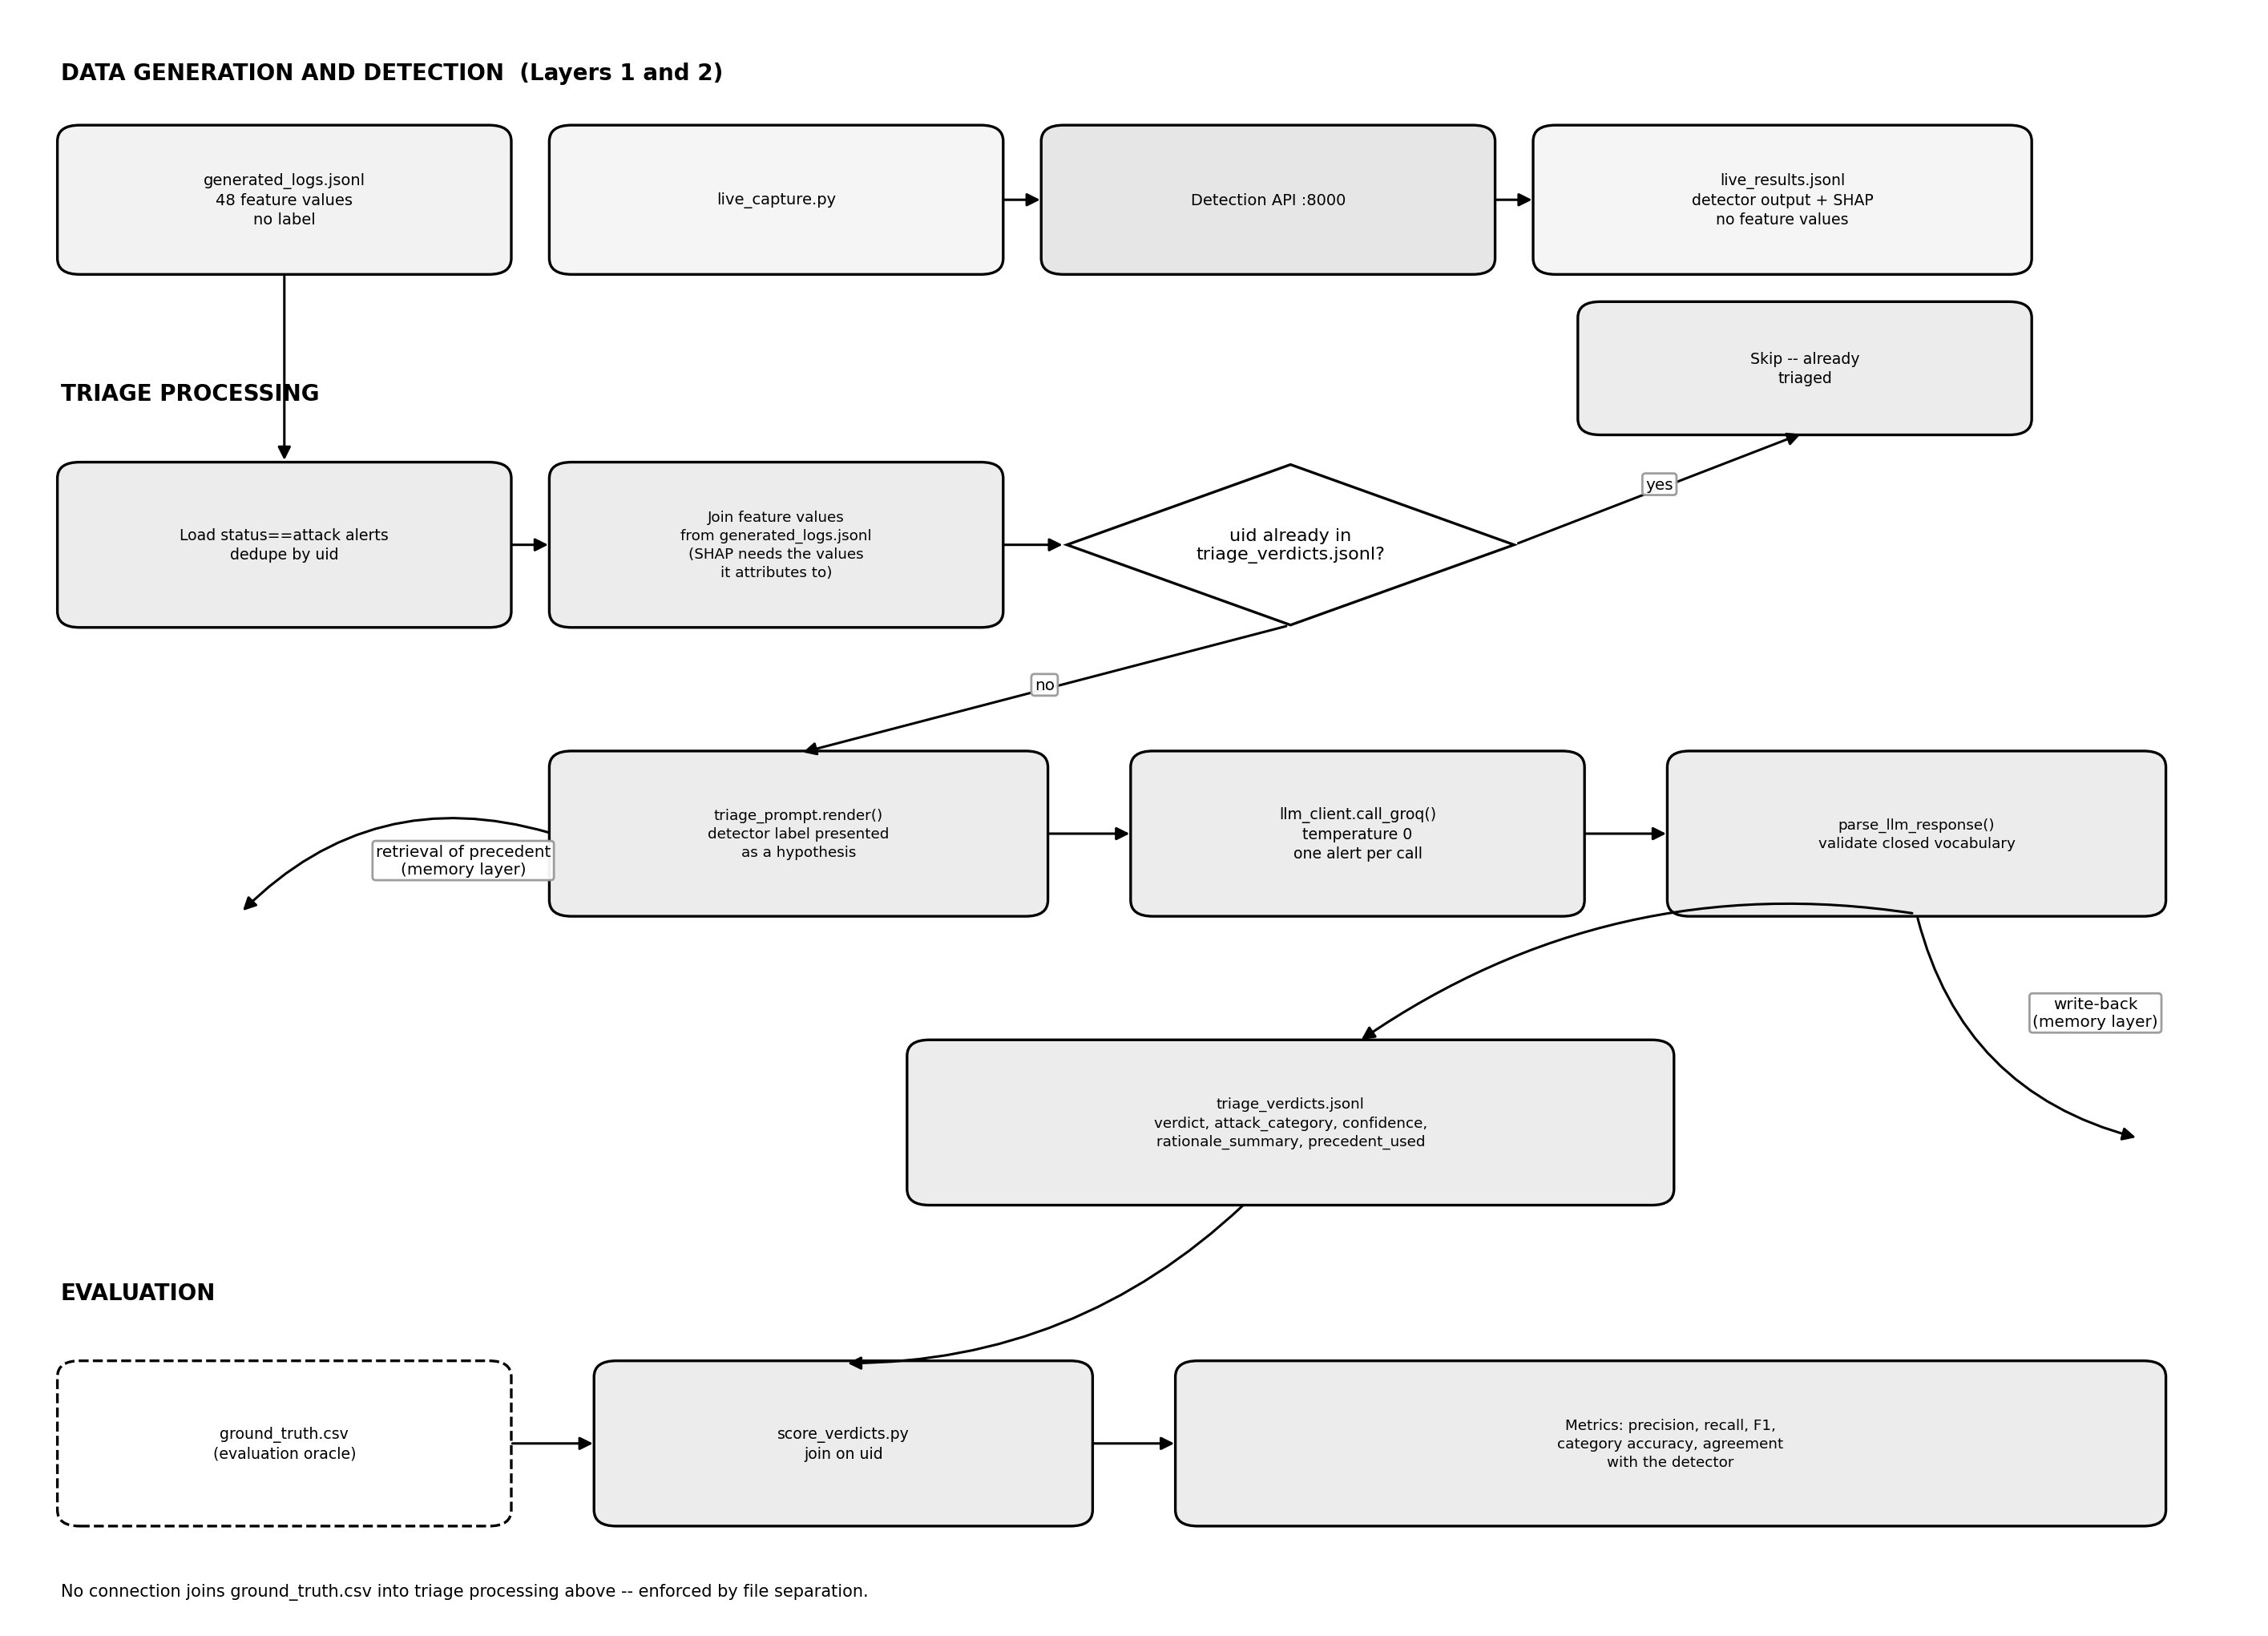 DATA GENERATION AND DETECTION  (Layers 1 and 2)
generated_logs.jsonl
48 feature values
no label
live_capture.py
Detection API :8000
live_results.jsonl
detector output + SHAP
no feature values
Skip -- already
triaged
TRIAGE PROCESSING
Load status==attack alerts
dedupe by uid
Join feature values
from generated_logs.jsonl
(SHAP needs the values
it attributes to)
uid already in
triage_verdicts.jsonl?
yes
no
triage_prompt.render()
detector label presented
as a hypothesis
llm_client.call_groq()
temperature 0
one alert per call
parse_llm_response()
validate closed vocabulary
retrieval of precedent
(memory layer)
write-back
(memory layer)
triage_verdicts.jsonl
verdict, attack_category, confidence,
rationale_summary, precedent_used
EVALUATION
ground_truth.csv
(evaluation oracle)
score_verdicts.py
join on uid
Metrics: precision, recall, F1,
category accuracy, agreement
with the detector
No connection joins ground_truth.csv into triage processing above -- enforced by file separation.